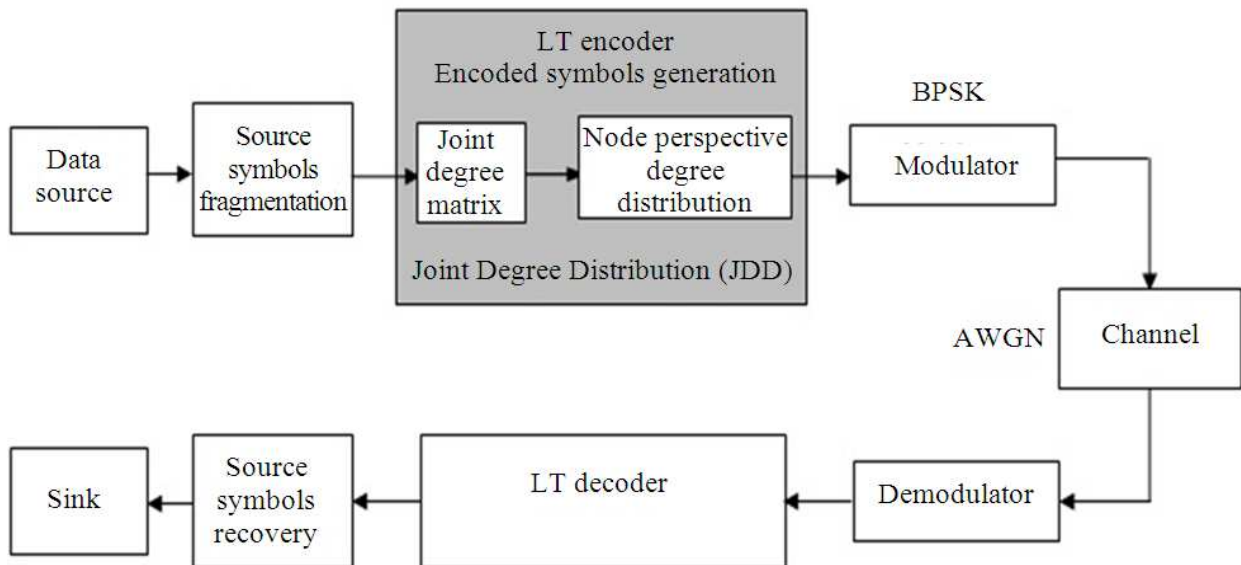 LT encoder
Encoded symbols generation
BPSK
Data
source
Source
symbols
fragmentation
Joint
degree
matrix
Node perspective
degree
distribution
Modulator
Joint Degree Distribution (JDD)
AWGN
Channel
Sink
Source
symbols
recovery
LT decoder
Demodulator